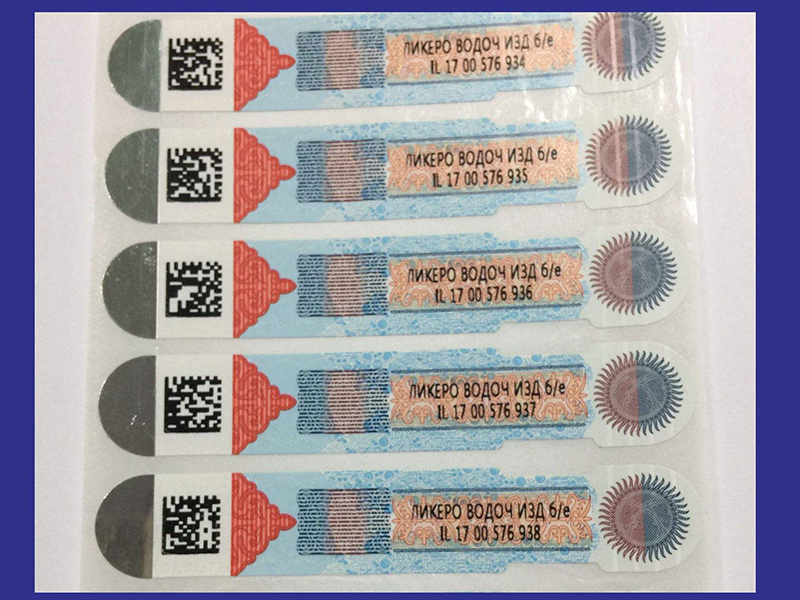 ЛИКЕРО ВОДОЧ ИЗД б/е
IL 17 00 576 934
ЛИКЕРО ВОДОЧ ИЗД б/е
IL 17 00 576 935
ЛИКЕРО ВОДОЧ ИЗД б/е
IL 17 00 576 936
ЛИКЕРО ВОДОЧ ИЗД б/е
IL 17 00 576 937
ЛИКЕРО ВОДОЧ ИЗД б/е
IL 17 00 576 938